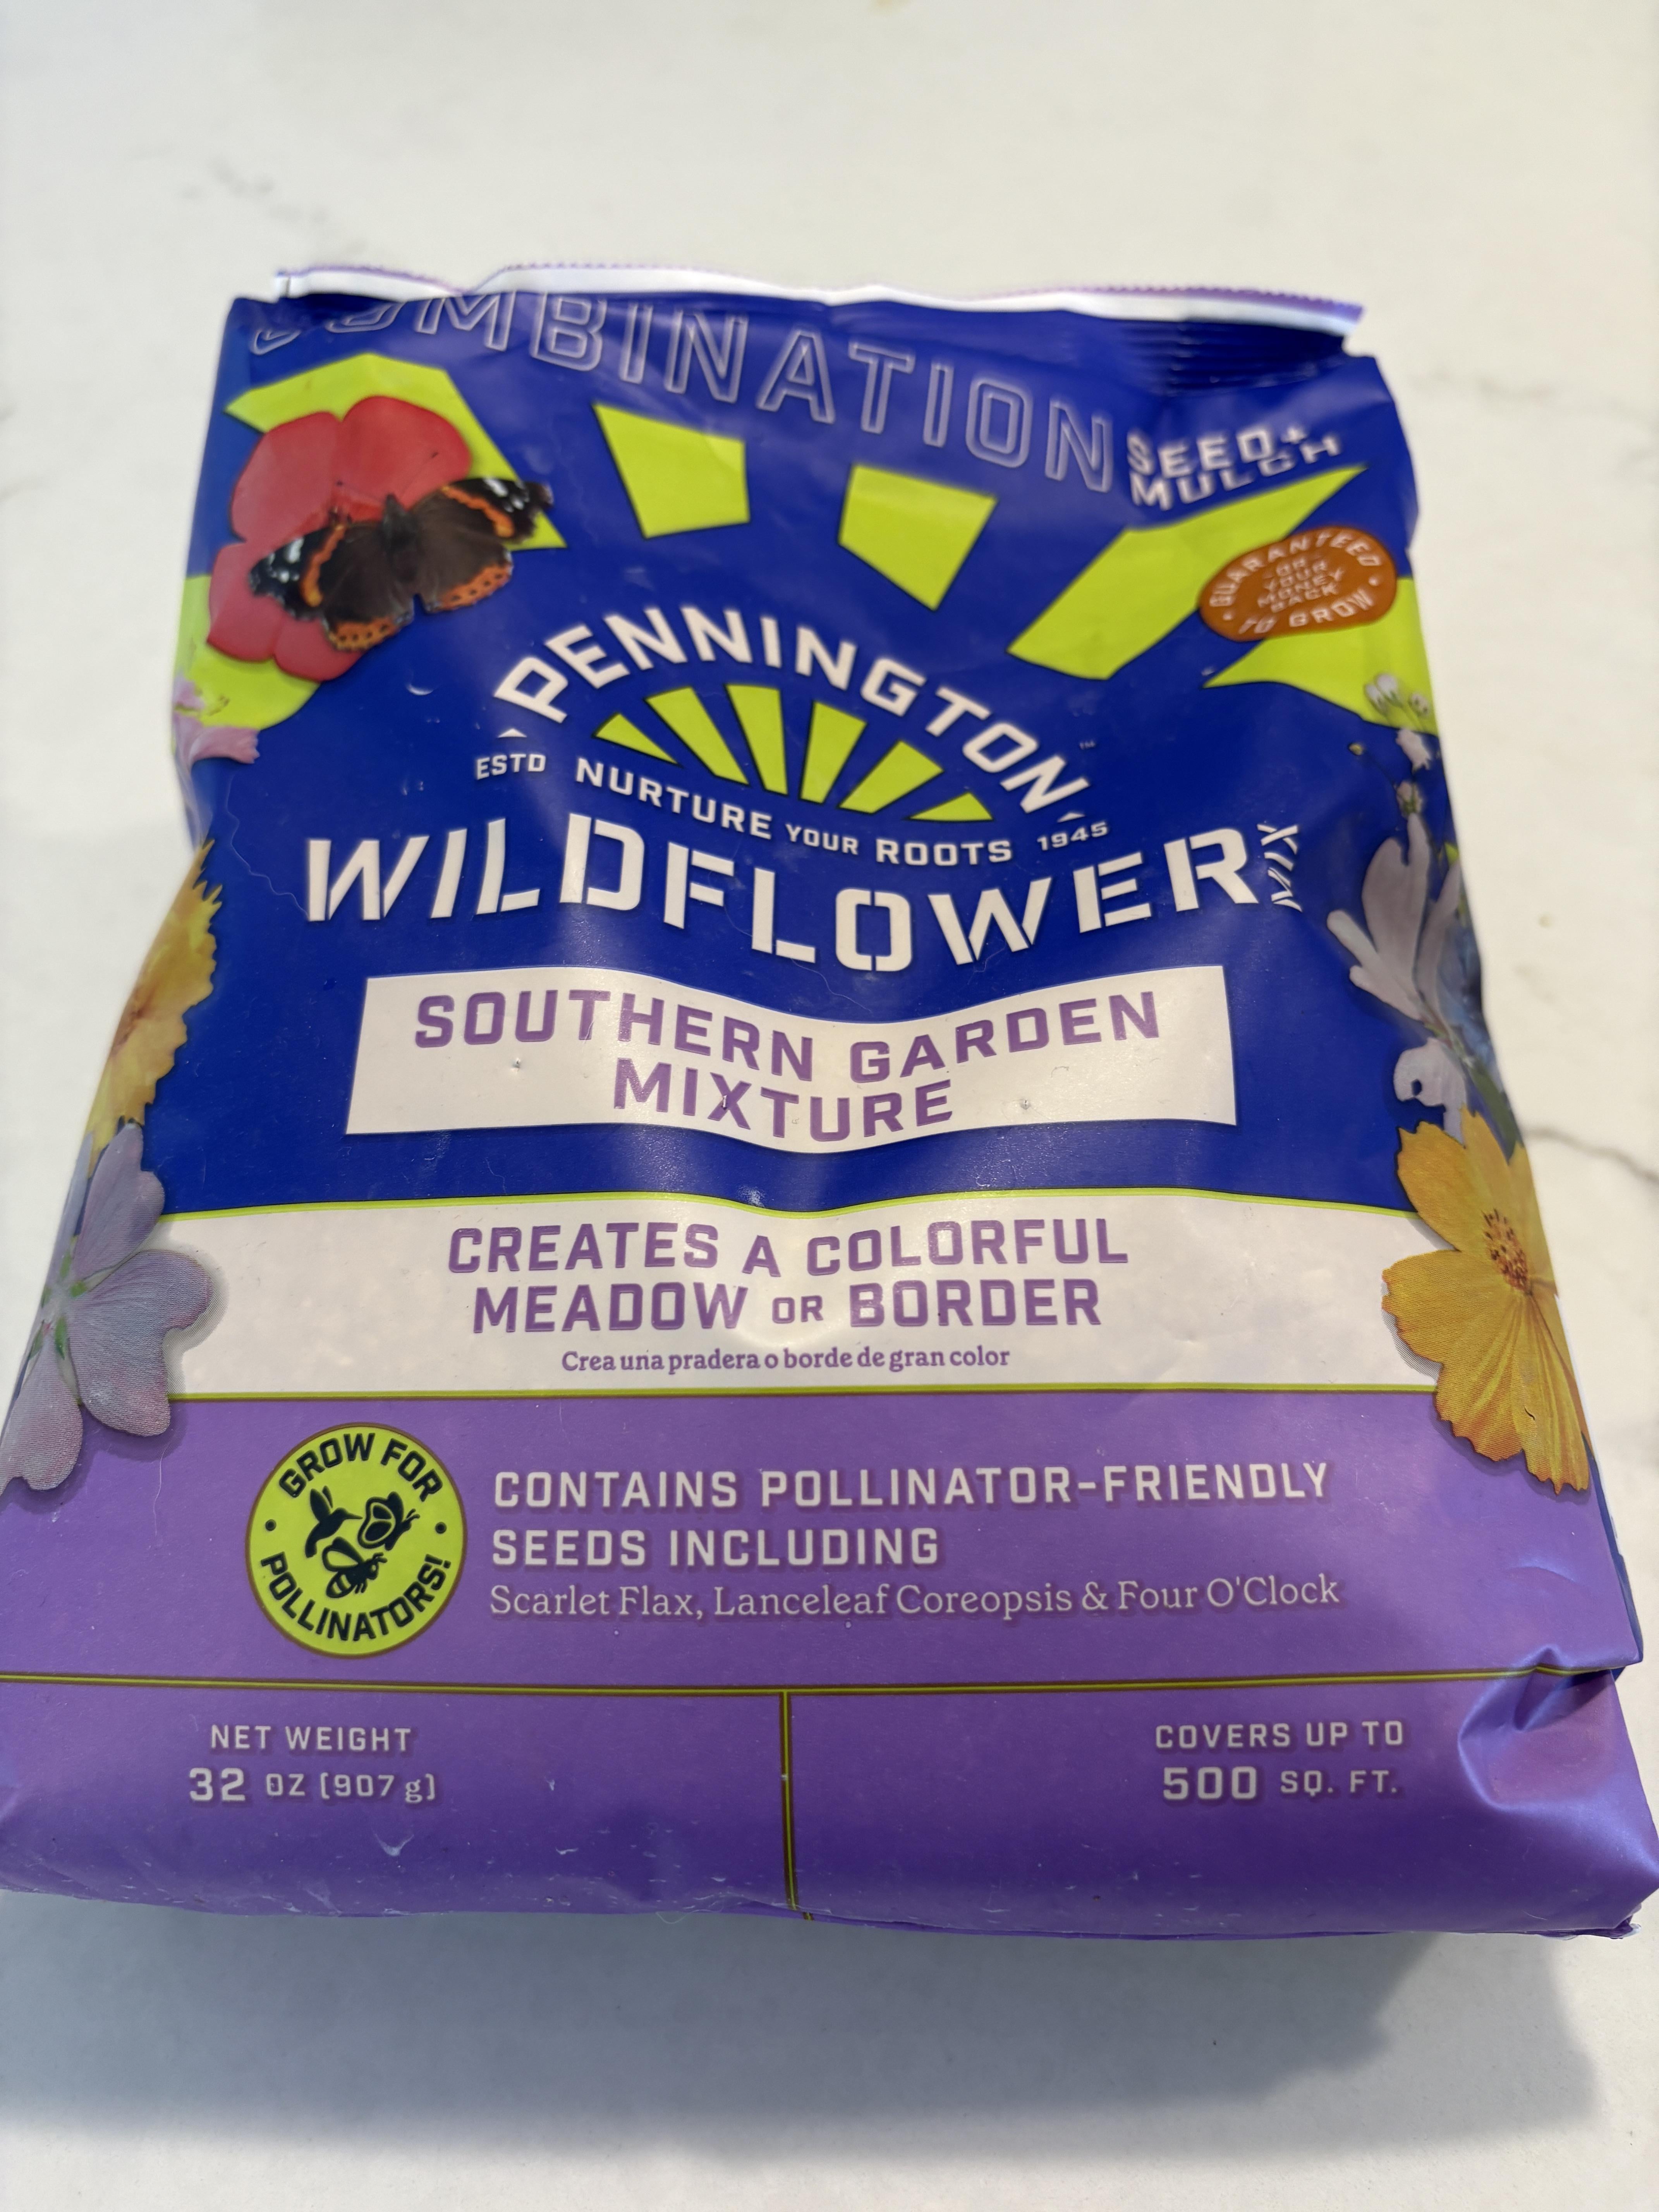 COMBINATION
SEED+
MULCH
GUARANTEED
-OR-
YOUR
MONEY
BACK
TO GROW
PENNINGTON™
ESTD NURTURE YOUR ROOTS 1945
WILDFLOWER MIX
SOUTHERN GARDEN
MIXTURE
CREATES A COLORFUL
MEADOW OR BORDER
Crea una pradera o borde de gran color
GROW FOR
POLLINATORS!
CONTAINS POLLINATOR-FRIENDLY
SEEDS INCLUDING
Scarlet Flax, Lanceleaf Coreopsis & Four O'Clock
NET WEIGHT
32 OZ [907 g]
COVERS UP TO
500 SQ. FT.